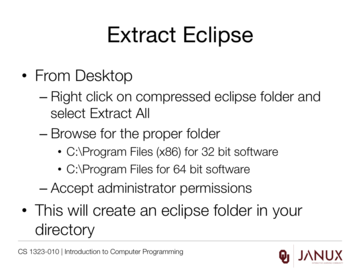 Extract Eclipse
• From Desktop
– Right click on compressed eclipse folder and
select Extract All
– Browse for the proper folder
• C:\Program Files (x86) for 32 bit software
• C:\Program Files for 64 bit software
– Accept administrator permissions
• This will create an eclipse folder in your
directory
CS 1323-010 | Introduction to Computer Programming
JANUX